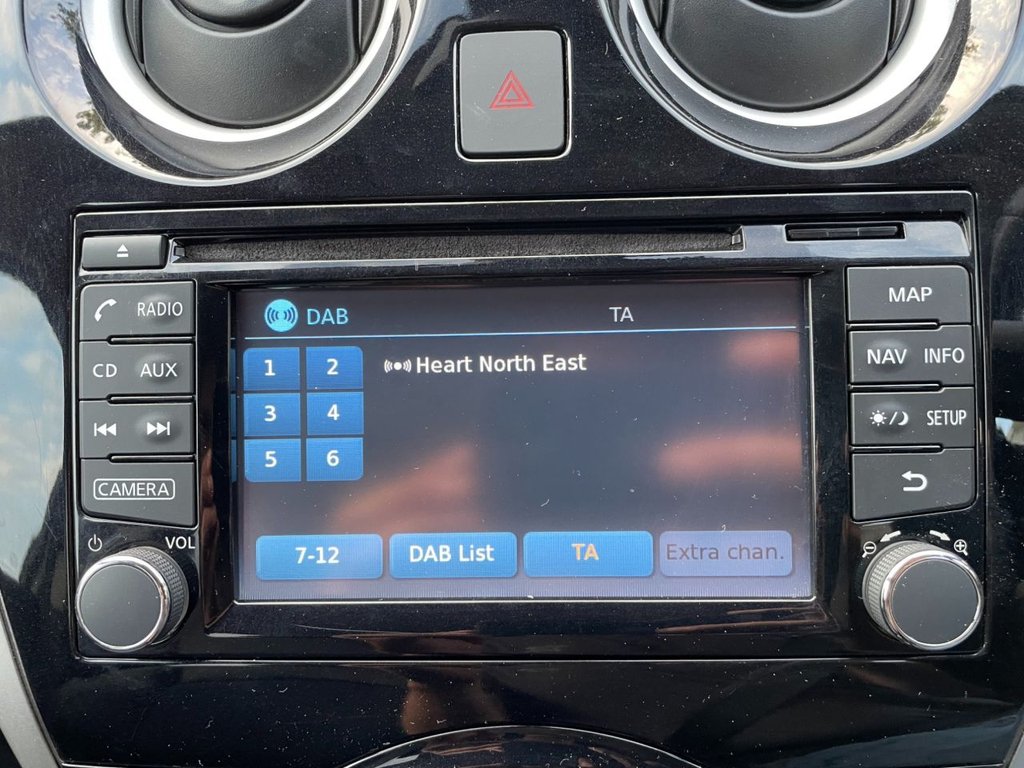 RADIO
CD AUX
CAMERA
VOL
DAB TA
1 2
3 4
5 6
Heart North East
7-12 DAB List TA Extra chan.
MAP
NAV INFO
SETUP